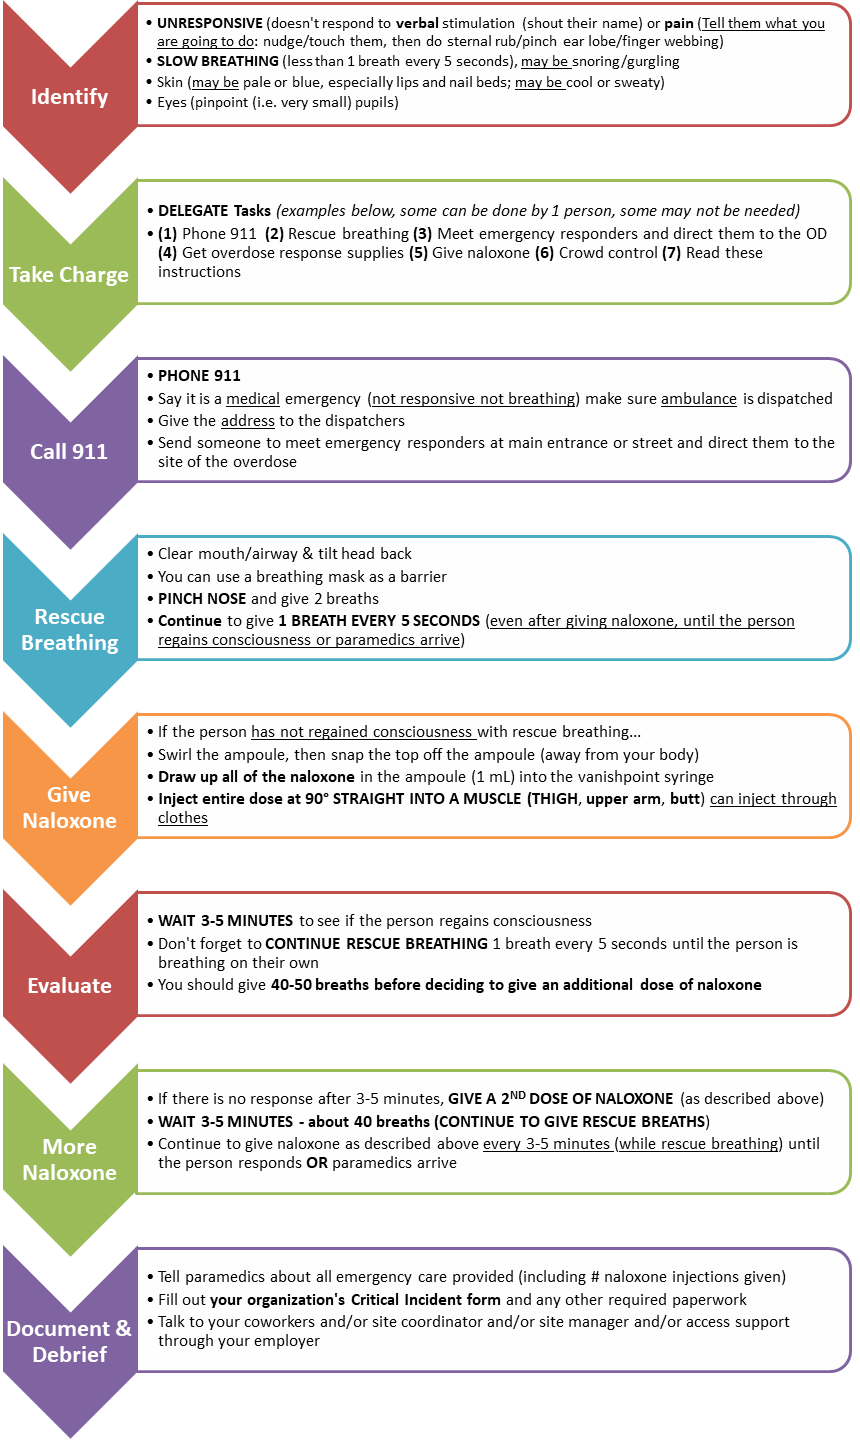 Identify
• UNRESPONSIVE (doesn't respond to verbal stimulation (shout their name) or pain (Tell them what you
are going to do: nudge/touch them, then do sternal rub/pinch ear lobe/finger webbing)
• SLOW BREATHING (less than 1 breath every 5 seconds), may be snoring/gurgling
• Skin (may be pale or blue, especially lips and nail beds; may be cool or sweaty)
• Eyes (pinpoint (i.e. very small) pupils)
Take Charge
• DELEGATE Tasks (examples below, some can be done by 1 person, some may not be needed)
• (1) Phone 911 (2) Rescue breathing (3) Meet emergency responders and direct them to the OD
(4) Get overdose response supplies (5) Give naloxone (6) Crowd control (7) Read these
instructions
Call 911
• PHONE 911
• Say it is a medical emergency (not responsive not breathing) make sure ambulance is dispatched
• Give the address to the dispatchers
• Send someone to meet emergency responders at main entrance or street and direct them to the
site of the overdose
Rescue
Breathing
• Clear mouth/airway & tilt head back
• You can use a breathing mask as a barrier
• PINCH NOSE and give 2 breaths
• Continue to give 1 BREATH EVERY 5 SECONDS (even after giving naloxone, until the person
regains consciousness or paramedics arrive)
Give
Naloxone
• If the person has not regained consciousness with rescue breathing...
• Swirl the ampoule, then snap the top off the ampoule (away from your body)
• Draw up all of the naloxone in the ampoule (1 mL) into the vanishpoint syringe
• Inject entire dose at 90° STRAIGHT INTO A MUSCLE (THIGH, upper arm, butt) can inject through
clothes
Evaluate
• WAIT 3-5 MINUTES to see if the person regains consciousness
• Don't forget to CONTINUE RESCUE BREATHING 1 breath every 5 seconds until the person is
breathing on their own
• You should give 40-50 breaths before deciding to give an additional dose of naloxone
More
Naloxone
• If there is no response after 3-5 minutes, GIVE A 2ND DOSE OF NALOXONE (as described above)
• WAIT 3-5 MINUTES - about 40 breaths (CONTINUE TO GIVE RESCUE BREATHS)
• Continue to give naloxone as described above every 3-5 minutes (while rescue breathing) until
the person responds OR paramedics arrive
Document &
Debrief
• Tell paramedics about all emergency care provided (including # naloxone injections given)
• Fill out your organization's Critical Incident form and any other required paperwork
• Talk to your coworkers and/or site coordinator and/or site manager and/or access support
through your employer